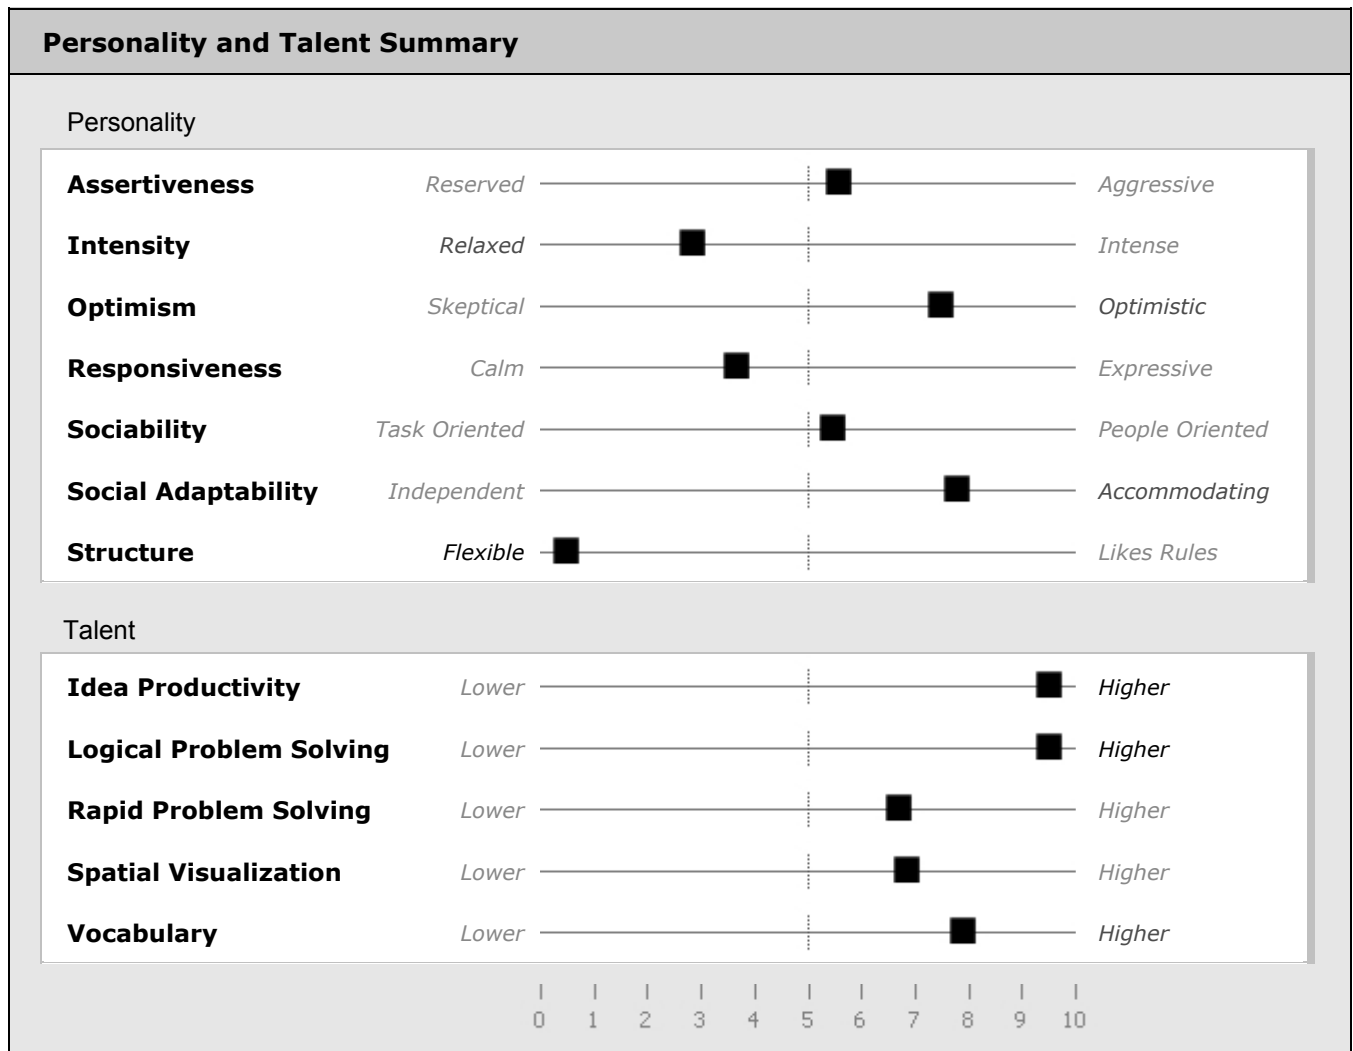 Personality and Talent Summary
Personality
Assertiveness Reserved Aggressive
Intensity Relaxed Intense
Optimism Skeptical Optimistic
Responsiveness Calm Expressive
Sociability Task Oriented People Oriented
Social Adaptability Independent Accommodating
Structure Flexible Likes Rules
Talent
Idea Productivity Lower Higher
Logical Problem Solving Lower Higher
Rapid Problem Solving Lower Higher
Spatial Visualization Lower Higher
Vocabulary Lower Higher
0 1 2 3 4 5 6 7 8 9 10